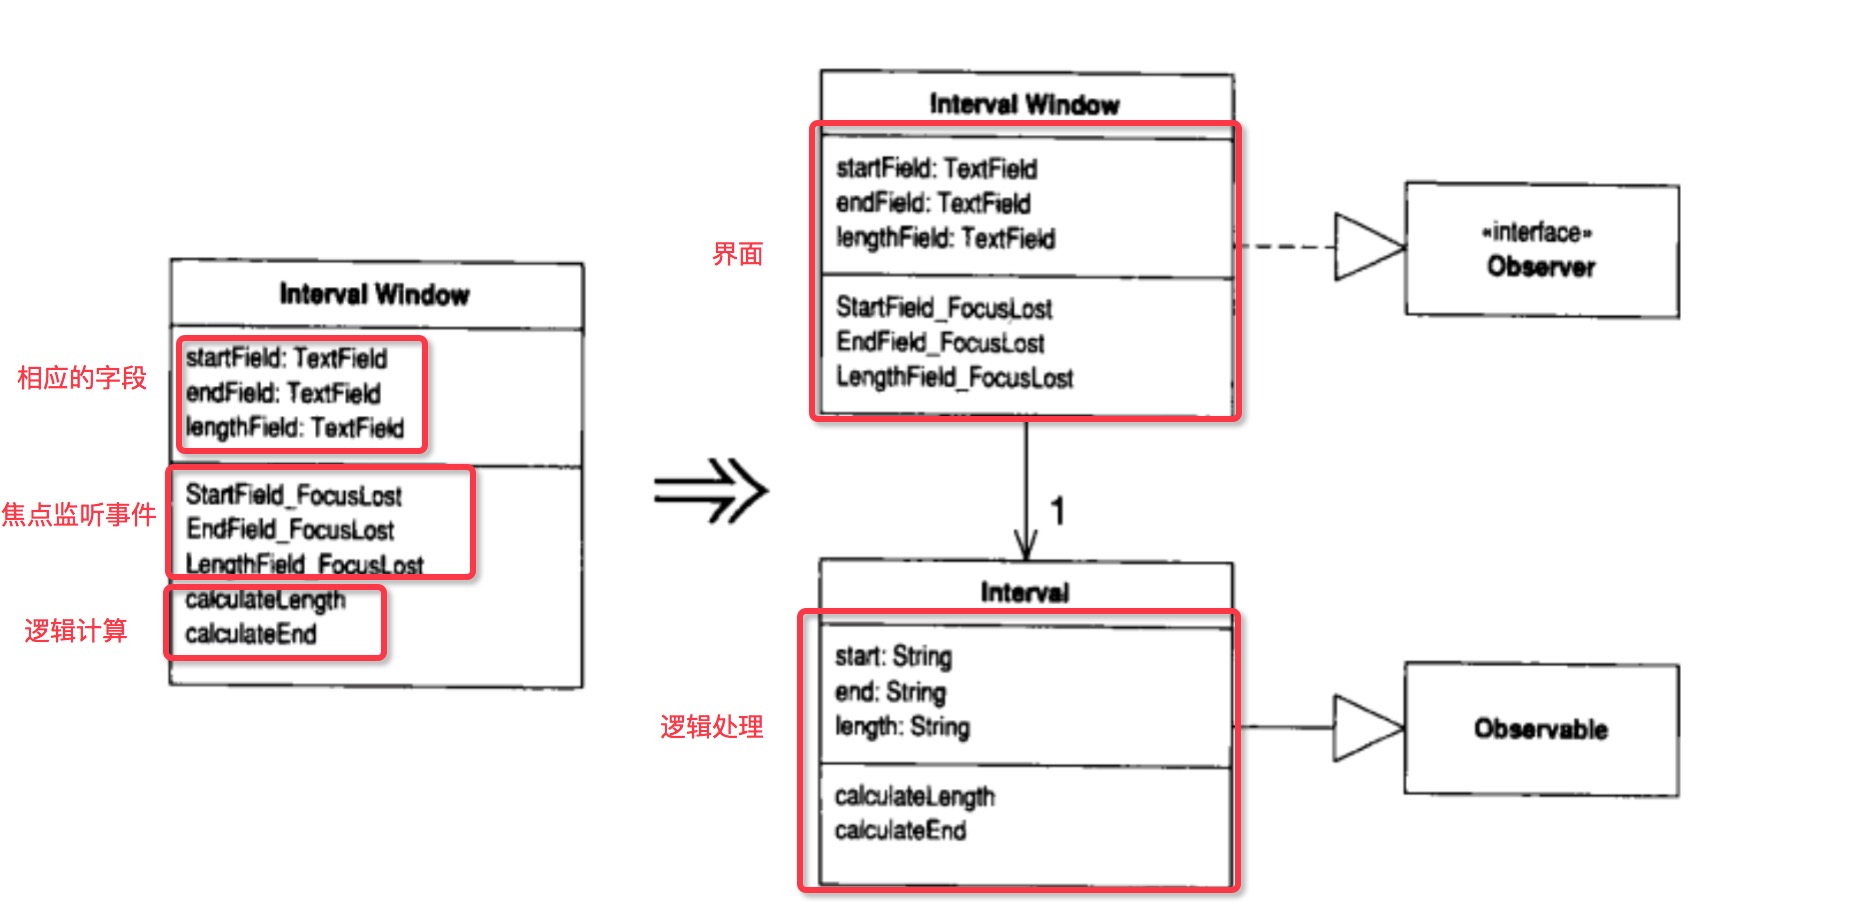 Interval Window
相应的字段
startField: TextField
endField: TextField
lengthField: TextField
焦点监听事件
StartField_FocusLost
EndField_FocusLost
LengthField_FocusLost
逻辑计算
calculateLength
calculateEnd
Interval Window
界面
startField: TextField
endField: TextField
lengthField: TextField
StartField_FocusLost
EndField_FocusLost
LengthField_FocusLost
«interface»
Observer
1
Interval
逻辑处理
start: String
end: String
length: String
calculateLength
calculateEnd
Observable